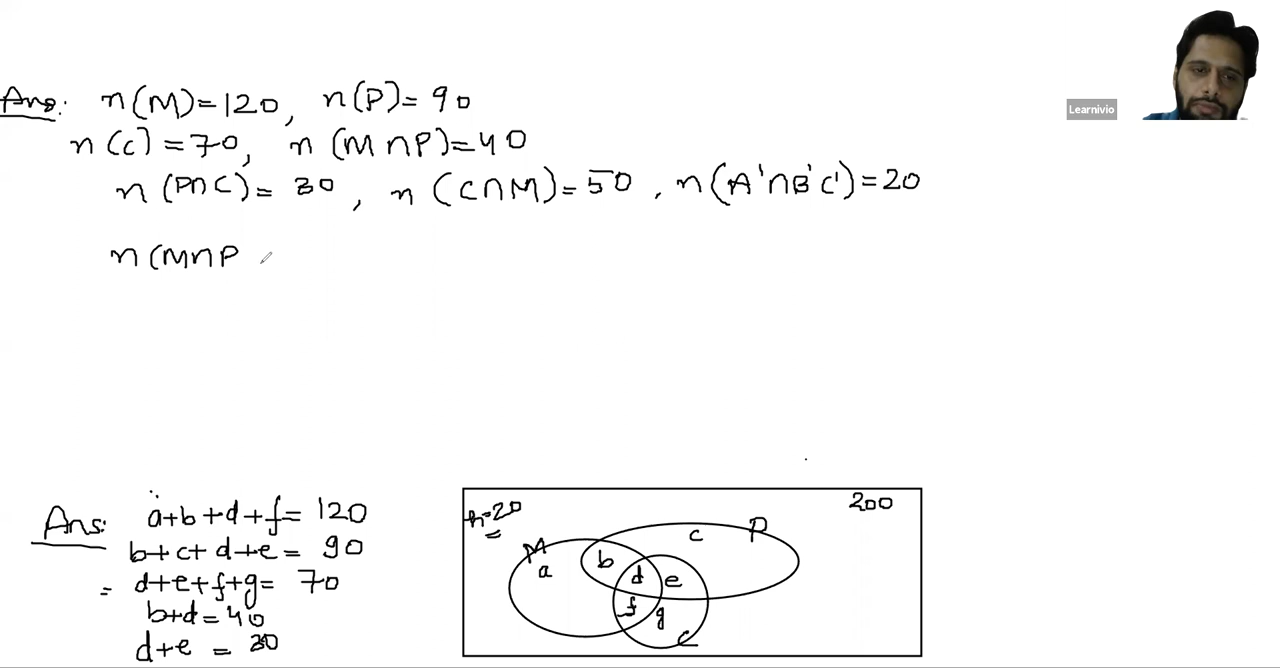 Learnivio
Ans: n(M)=120, n(P)=90
n(C)=70, n(M∩P)=40
n(P∩C)=30, n(C∩M)=50, n(A'∩B'C')=20
n(M∩P
Ans: a+b+d+f=120
b+c+d+e=90
= d+e+f+g=70
b+d=40
d+e=30
h=20
200
M
P
a
b
c
d
e
f
g
C